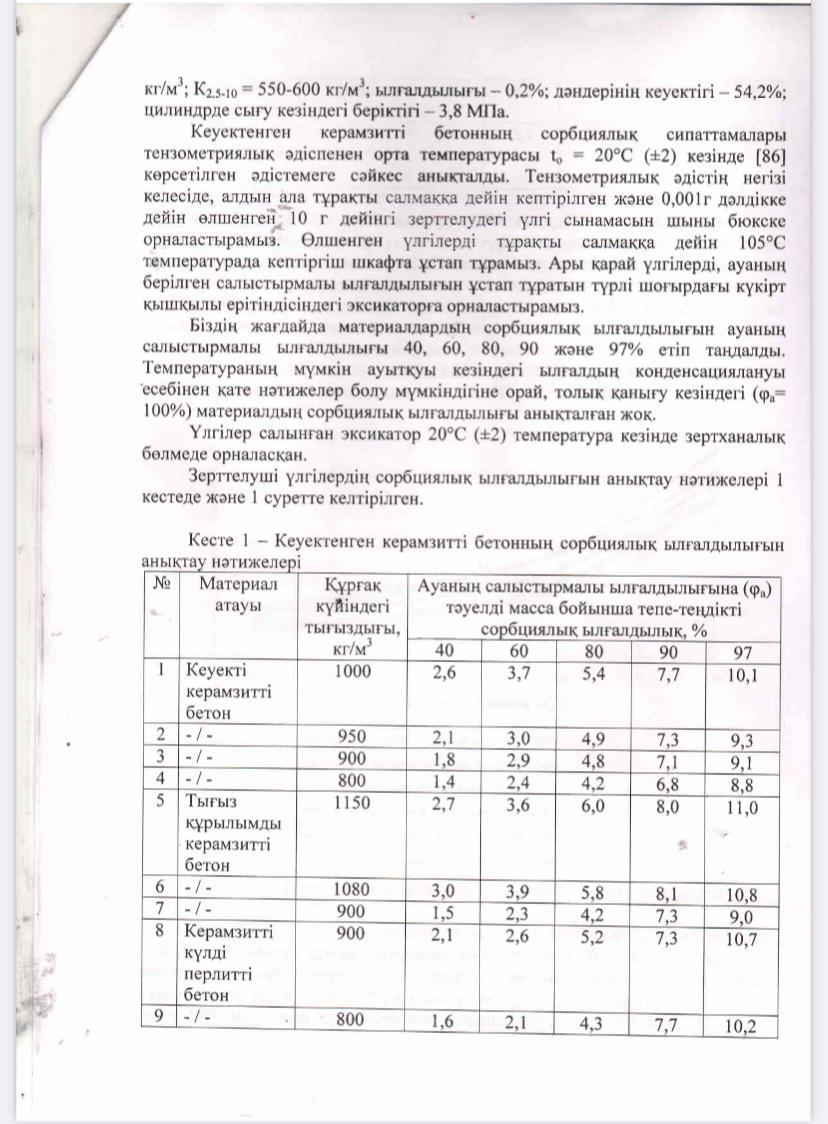 кг/м³; К2,5-10 = 550-600 кг/м³; ылғалдылығы – 0,2%; дәндерінің кеуектігі – 54,2%;
цилиндрде сығу кезіндегі беріктігі – 3,8 МПа.
Кеуектенген керамзитті бетонның сорбциялық сипаттамалары
тензометриялық әдіспенен орта температурасы tо = 20°С (±2) кезінде [86]
көрсетілген әдістемеге сәйкес анықталды. Тензометриялық әдістің негізі
келесіде, алдын ала тұрақты салмаққа дейін кептірілген және 0,001г дәлдікке
дейін өлшенген 10 г дейінгі зерттелудегі үлгі сынамасын шыны бюкске
орналастырамыз. Өлшенген үлгілерді тұрақты салмаққа дейін 105°С
температурада кептіргіш шкафта ұстап тұрамыз. Ары қарай үлгілерді, ауаның
берілген салыстырмалы ылғалдылығын ұстап тұратын түрлі шоғырдағы күкірт
қышқылы ерітіндісіндегі эксикаторға орналастырамыз.
Біздің жағдайда материалдардың сорбциялық ылғалдылығын ауаның
салыстырмалы ылғалдылығы 40, 60, 80, 90 және 97% етіп таңдалды.
Температураның мүмкін ауытқуы кезіндегі ылғалдың конденсациялануы
есебінен қате нәтижелер болу мүмкіндігіне орай, толық қанығу кезіндегі (φа=
100%) материалдың сорбциялық ылғалдылығы анықталған жоқ.
Үлгілер салынған эксикатор 20°С (±2) температура кезінде зертханалық
бөлмеде орналасқан.
Зерттелуші үлгілердің сорбциялық ылғалдылығын анықтау нәтижелері 1
кестеде және 1 суретте келтірілген.
Кесте 1 – Кеуектенген керамзитті бетонның сорбциялық ылғалдылығын
анықтау нәтижелері
№ Материал Құрғақ Ауаның салыстырмалы ылғалдылығына (φа)
атауы күйіндегі тәуелді масса бойынша тепе-теңдікті
тығыздығы, сорбциялық ылғалдылық, %
кг/м³ 40 60 80 90 97
1 Кеуекті 1000 2,6 3,7 5,4 7,7 10,1
керамзитті
бетон
2 - / - 950 2,1 3,0 4,9 7,3 9,3
3 - / - 900 1,8 2,9 4,8 7,1 9,1
4 - / - 800 1,4 2,4 4,2 6,8 8,8
5 Тығыз 1150 2,7 3,6 6,0 8,0 11,0
құрылымды
керамзитті
бетон
6 - / - 1080 3,0 3,9 5,8 8,1 10,8
7 - / - 900 1,5 2,3 4,2 7,3 9,0
8 Керамзитті 900 2,1 2,6 5,2 7,3 10,7
күлді
перлитті
бетон
9 - / - 800 1,6 2,1 4,3 7,7 10,2